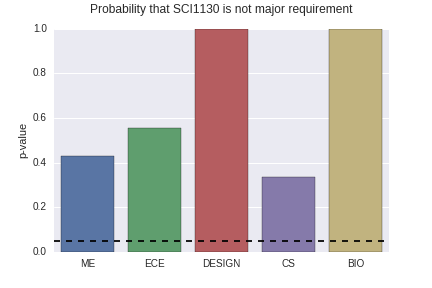 Probability that SCI1130 is not major requirement
1.0
0.8
0.6
0.4
0.2
0.0
p-value
ME ECE DESIGN CS BIO